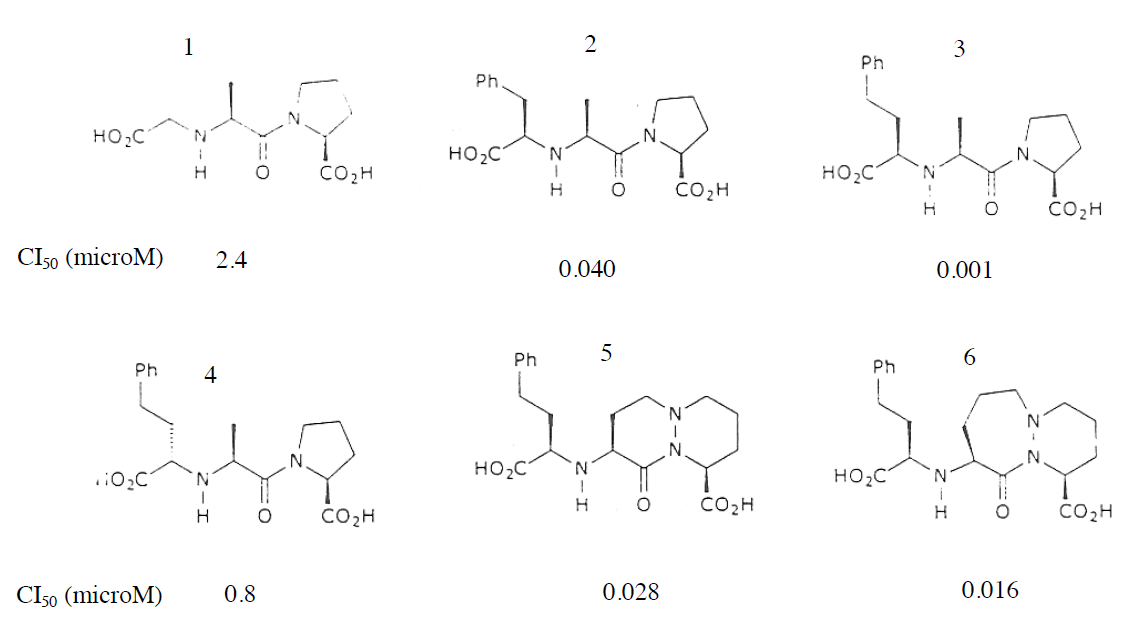 1 2 3
Ph
Ph
HO₂C N H O N CO₂H
HO₂C N H O N CO₂H
HO₂C N H O N CO₂H
CI₅₀ (microM) 2.4 0.040 0.001
4 5 6
Ph
Ph
Ph
N H O N CO₂H
HO₂C N H O N N CO₂H
HO₂C N H O N N CO₂H
CI₅₀ (microM) 0.8 0.028 0.016